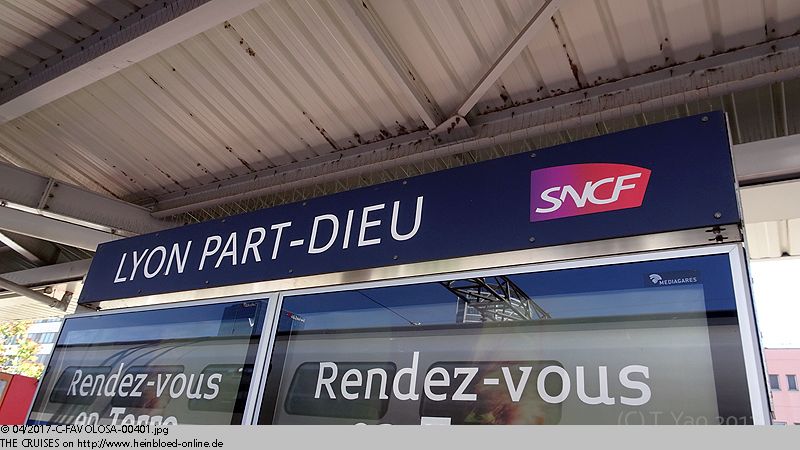 LYON PART-DIEU
SNCF
MEDIAGARES
Rendez-vous
Rendez-vous
© 04/2017-C-FAVOLOSA-00401.jpg
THE CRUISES on http://www.heinbloed-online.de